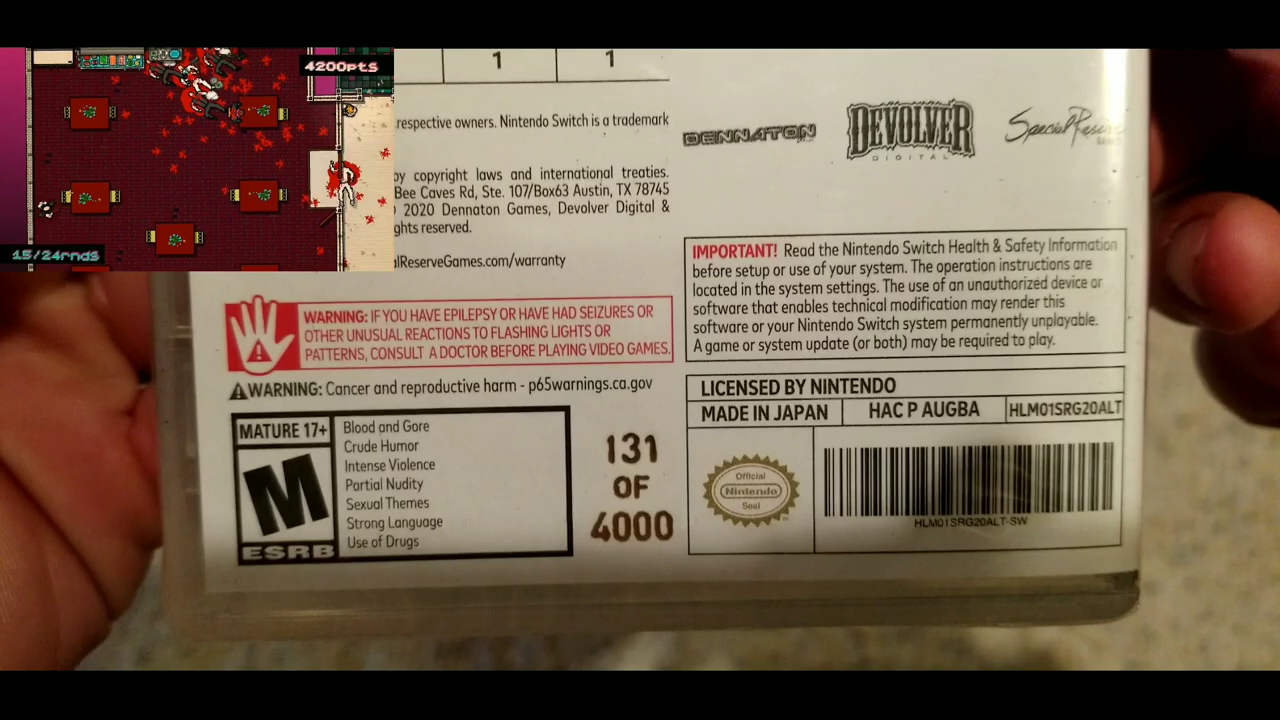 4200pts
15/24rnds
1 1
respective owners. Nintendo Switch is a trademark
by copyright laws and international treaties.
Bee Caves Rd, Ste. 107/Box63 Austin, TX 78745
2020 Dennaton Games, Devolver Digital &
ghts reserved.
alReserveGames.com/warranty
DENNATON
DEVOLVER
DIGITAL
Special Reserve
WARNING: IF YOU HAVE EPILEPSY OR HAVE HAD SEIZURES OR
OTHER UNUSUAL REACTIONS TO FLASHING LIGHTS OR
PATTERNS, CONSULT A DOCTOR BEFORE PLAYING VIDEO GAMES.
WARNING: Cancer and reproductive harm - p65warnings.ca.gov
MATURE 17+
M
ESRB
Blood and Gore
Crude Humor
Intense Violence
Partial Nudity
Sexual Themes
Strong Language
Use of Drugs
131
OF
4000
IMPORTANT! Read the Nintendo Switch Health & Safety Information
before setup or use of your system. The operation instructions are
located in the system settings. The use of an unauthorized device or
software that enables technical modification may render this
software or your Nintendo Switch system permanently unplayable.
A game or system update (or both) may be required to play.
LICENSED BY NINTENDO
MADE IN JAPAN HAC P AUGBA HLM01SRG20ALT
Official
Nintendo
Seal
HLM01SRG20ALT-SW